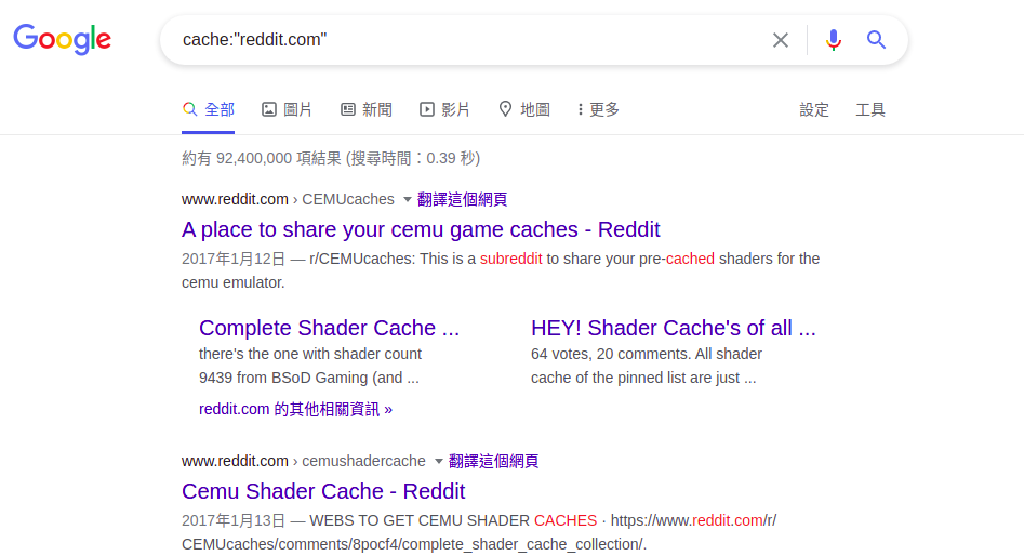 Google
cache:"reddit.com"
全部 圖片 新聞 影片 地圖 更多 設定 工具
約有 92,400,000 項結果 (搜尋時間：0.39 秒)
www.reddit.com › CEMUcaches 翻譯這個網頁
A place to share your cemu game caches - Reddit
2017年1月12日 — r/CEMUcaches: This is a subreddit to share your pre-cached shaders for the
cemu emulator.
Complete Shader Cache ...
there's the one with shader count
9439 from BSoD Gaming (and ...
HEY! Shader Cache's of all ...
64 votes, 20 comments. All shader
cache of the pinned list are just ...
reddit.com 的其他相關資訊 »
www.reddit.com › cemushadercache 翻譯這個網頁
Cemu Shader Cache - Reddit
2017年1月13日 — WEBS TO GET CEMU SHADER CACHES · https://www.reddit.com/r/
CEMUcaches/comments/8pocf4/complete_shader_cache_collection/.